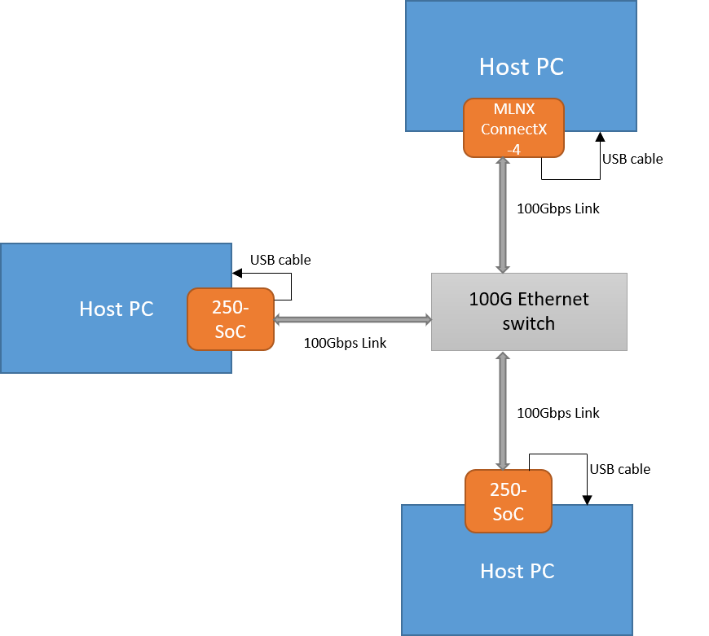 Host PC
MLNX
ConnectX
-4
USB cable
100Gbps Link
USB cable
Host PC
250-
SoC
100G Ethernet
switch
100Gbps Link
100Gbps Link
USB cable
250-
SoC
Host PC